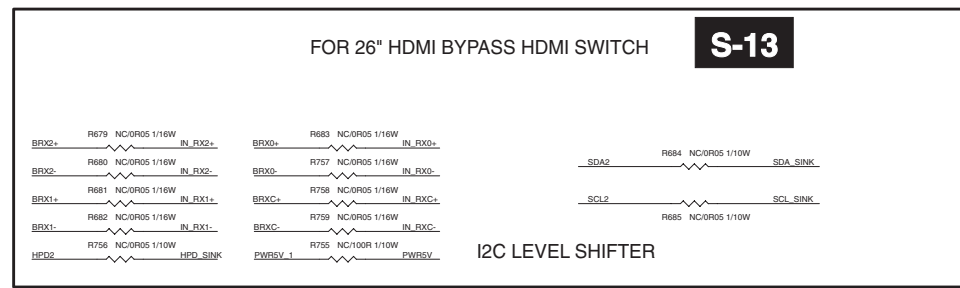 FOR 26" HDMI BYPASS HDMI SWITCH
S-13
R679 NC/0R05 1/16W
BRX2+ IN_RX2+
R680 NC/0R05 1/16W
BRX2- IN_RX2-
R681 NC/0R05 1/16W
BRX1+ IN_RX1+
R682 NC/0R05 1/16W
BRX1- IN_RX1-
R756 NC/0R05 1/10W
HPD2 HPD_SINK
R683 NC/0R05 1/16W
BRX0+ IN_RX0+
R757 NC/0R05 1/16W
BRX0- IN_RX0-
R758 NC/0R05 1/16W
BRXC+ IN_RXC+
R759 NC/0R05 1/16W
BRXC- IN_RXC-
R755 NC/100R 1/10W
PWR5V_1 PWR5V
R684 NC/0R05 1/10W
SDA2 SDA_SINK
SCL2 SCL_SINK
R685 NC/0R05 1/10W
I2C LEVEL SHIFTER